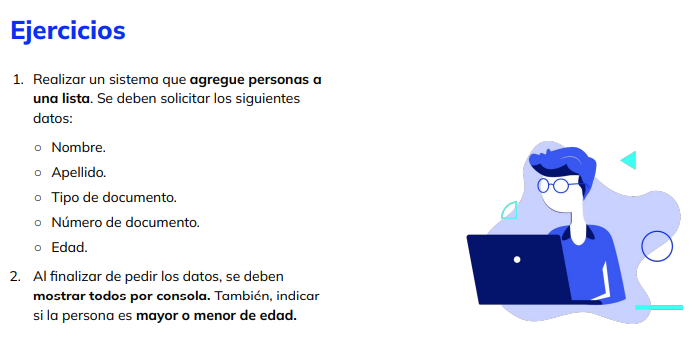 Ejercicios
1. Realizar un sistema que agregue personas a
una lista. Se deben solicitar los siguientes
datos:
○ Nombre.
○ Apellido.
○ Tipo de documento.
○ Número de documento.
○ Edad.
2. Al finalizar de pedir los datos, se deben
mostrar todos por consola. También, indicar
si la persona es mayor o menor de edad.